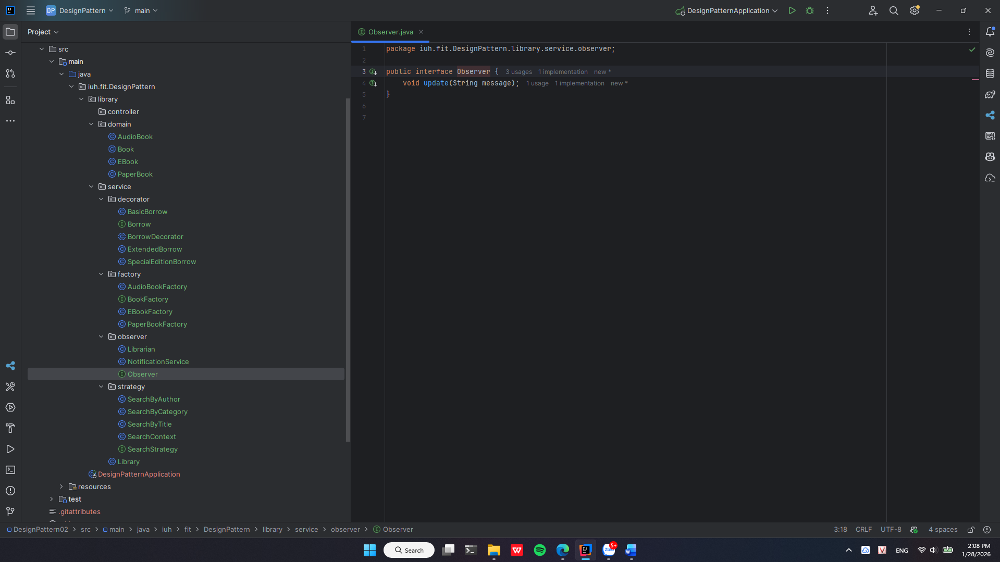 DP DesignPattern main DesignPatternApplication
Project
Observer.java
src
main
java
iuh.fit.DesignPattern
library
controller
domain
AudioBook
Book
EBook
PaperBook
service
decorator
BasicBorrow
Borrow
BorrowDecorator
ExtendedBorrow
SpecialEditionBorrow
factory
AudioBookFactory
BookFactory
EBookFactory
PaperBookFactory
observer
Librarian
NotificationService
Observer
strategy
SearchByAuthor
SearchByCategory
SearchByTitle
SearchContext
SearchStrategy
Library
DesignPatternApplication
resources
test
.gitattributes
1 package iuh.fit.DesignPattern.library.service.observer;
2
3 public interface Observer { 3 usages 1 implementation new *
4 void update(String message); 1 usage 1 implementation new *
5 }
6
7
DesignPattern02 > src > main > java > iuh > fit > DesignPattern > library > service > observer > Observer
3:18 CRLF UTF-8 4 spaces
Search
Zalo 5+
ENG
2:08 PM
1/28/2026